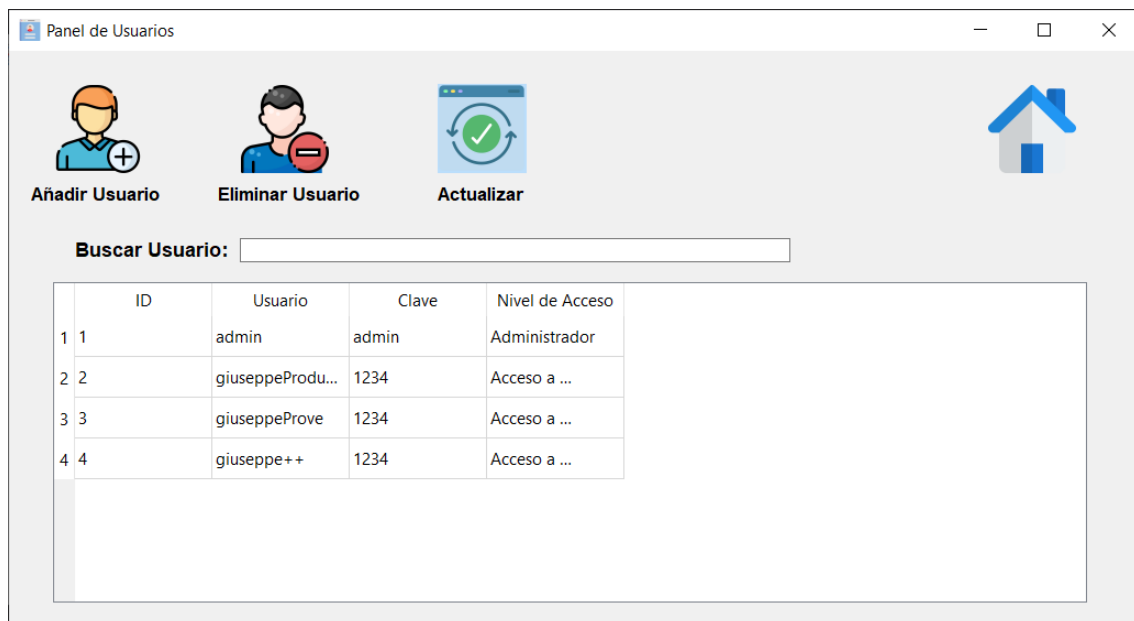 Panel de Usuarios
Añadir Usuario Eliminar Usuario Actualizar
Buscar Usuario:
ID Usuario Clave Nivel de Acceso
1 1 admin admin Administrador
2 2 giuseppeProdu... 1234 Acceso a ...
3 3 giuseppeProve 1234 Acceso a ...
4 4 giuseppe++ 1234 Acceso a ...